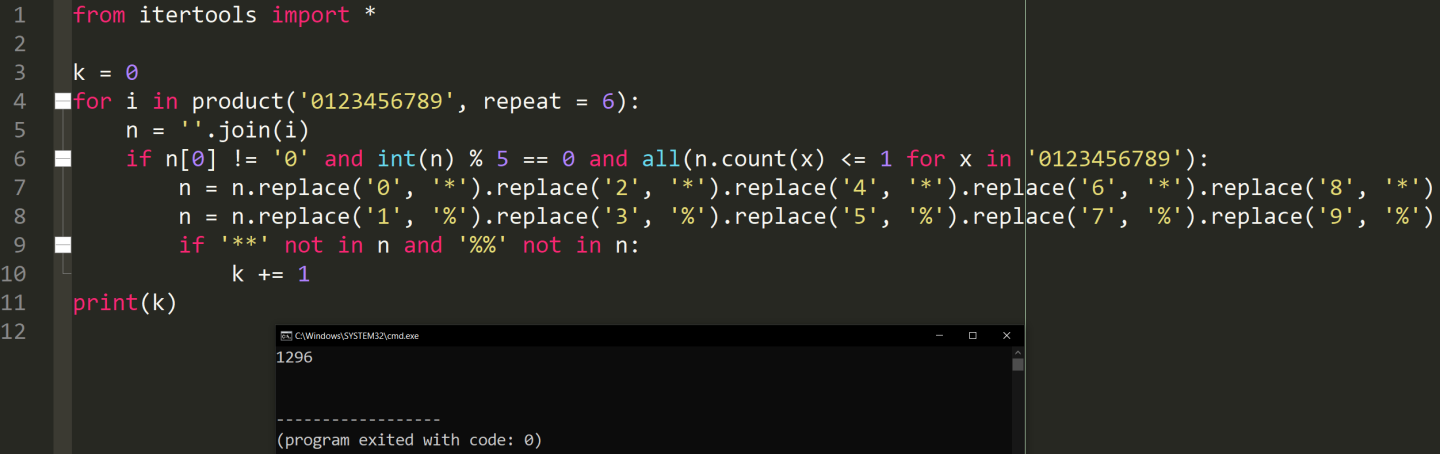 1 from itertools import *
2
3 k = 0
4 for i in product('0123456789', repeat = 6):
5     n = ''.join(i)
6     if n[0] != '0' and int(n) % 5 == 0 and all(n.count(x) <= 1 for x in '0123456789'):
7         n = n.replace('0', '*').replace('2', '*').replace('4', '*').replace('6', '*').replace('8', '*')
8         n = n.replace('1', '%').replace('3', '%').replace('5', '%').replace('7', '%').replace('9', '%')
9         if '**' not in n and '%%' not in n:
10             k += 1
11 print(k)
12
C:\Windows\SYSTEM32\cmd.exe
1296
------------------
(program exited with code: 0)